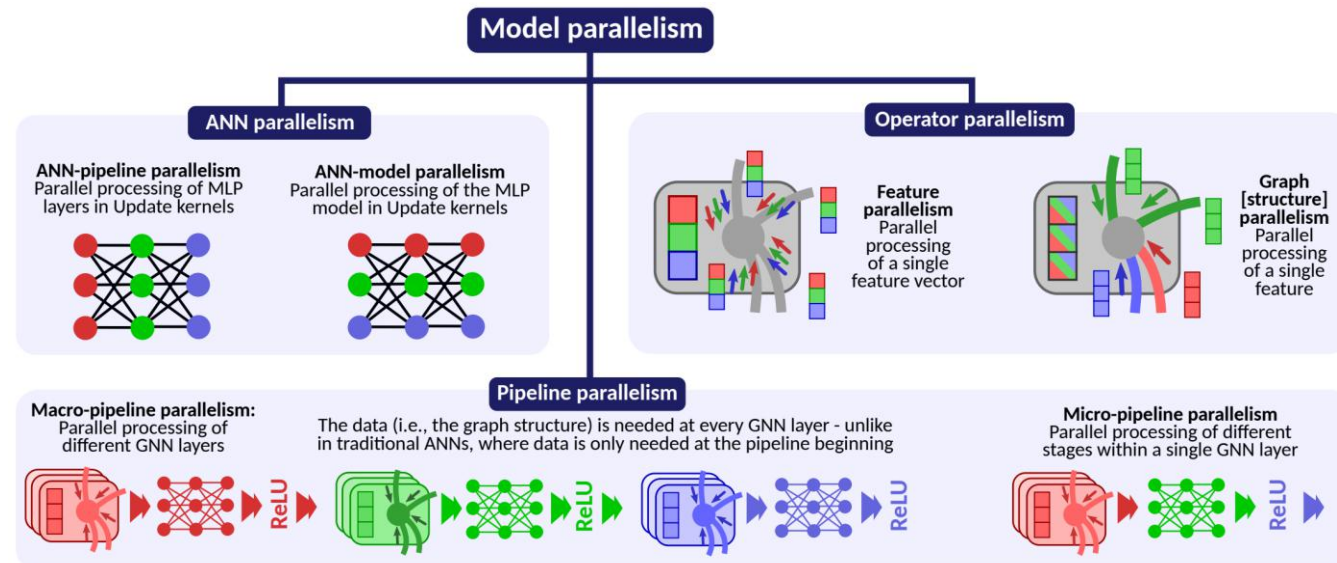 Model parallelism
ANN parallelism
ANN-pipeline parallelism
Parallel processing of MLP
layers in Update kernels
ANN-model parallelism
Parallel processing of the MLP
model in Update kernels
Operator parallelism
Feature
parallelism
Parallel
processing
of a single
feature vector
Graph
[structure]
parallelism
Parallel
processing
of a single
feature
Pipeline parallelism
Macro-pipeline parallelism:
Parallel processing of
different GNN layers
The data (i.e., the graph structure) is needed at every GNN layer - unlike
in traditional ANNs, where data is only needed at the pipeline beginning
Micro-pipeline parallelism
Parallel processing of different
stages within a single GNN layer
ReLU
ReLU
ReLU
ReLU